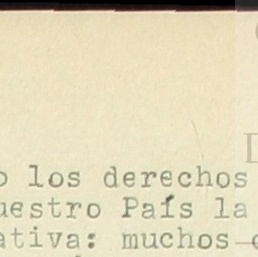 o los derechos
uestro País la
ativa: muchos